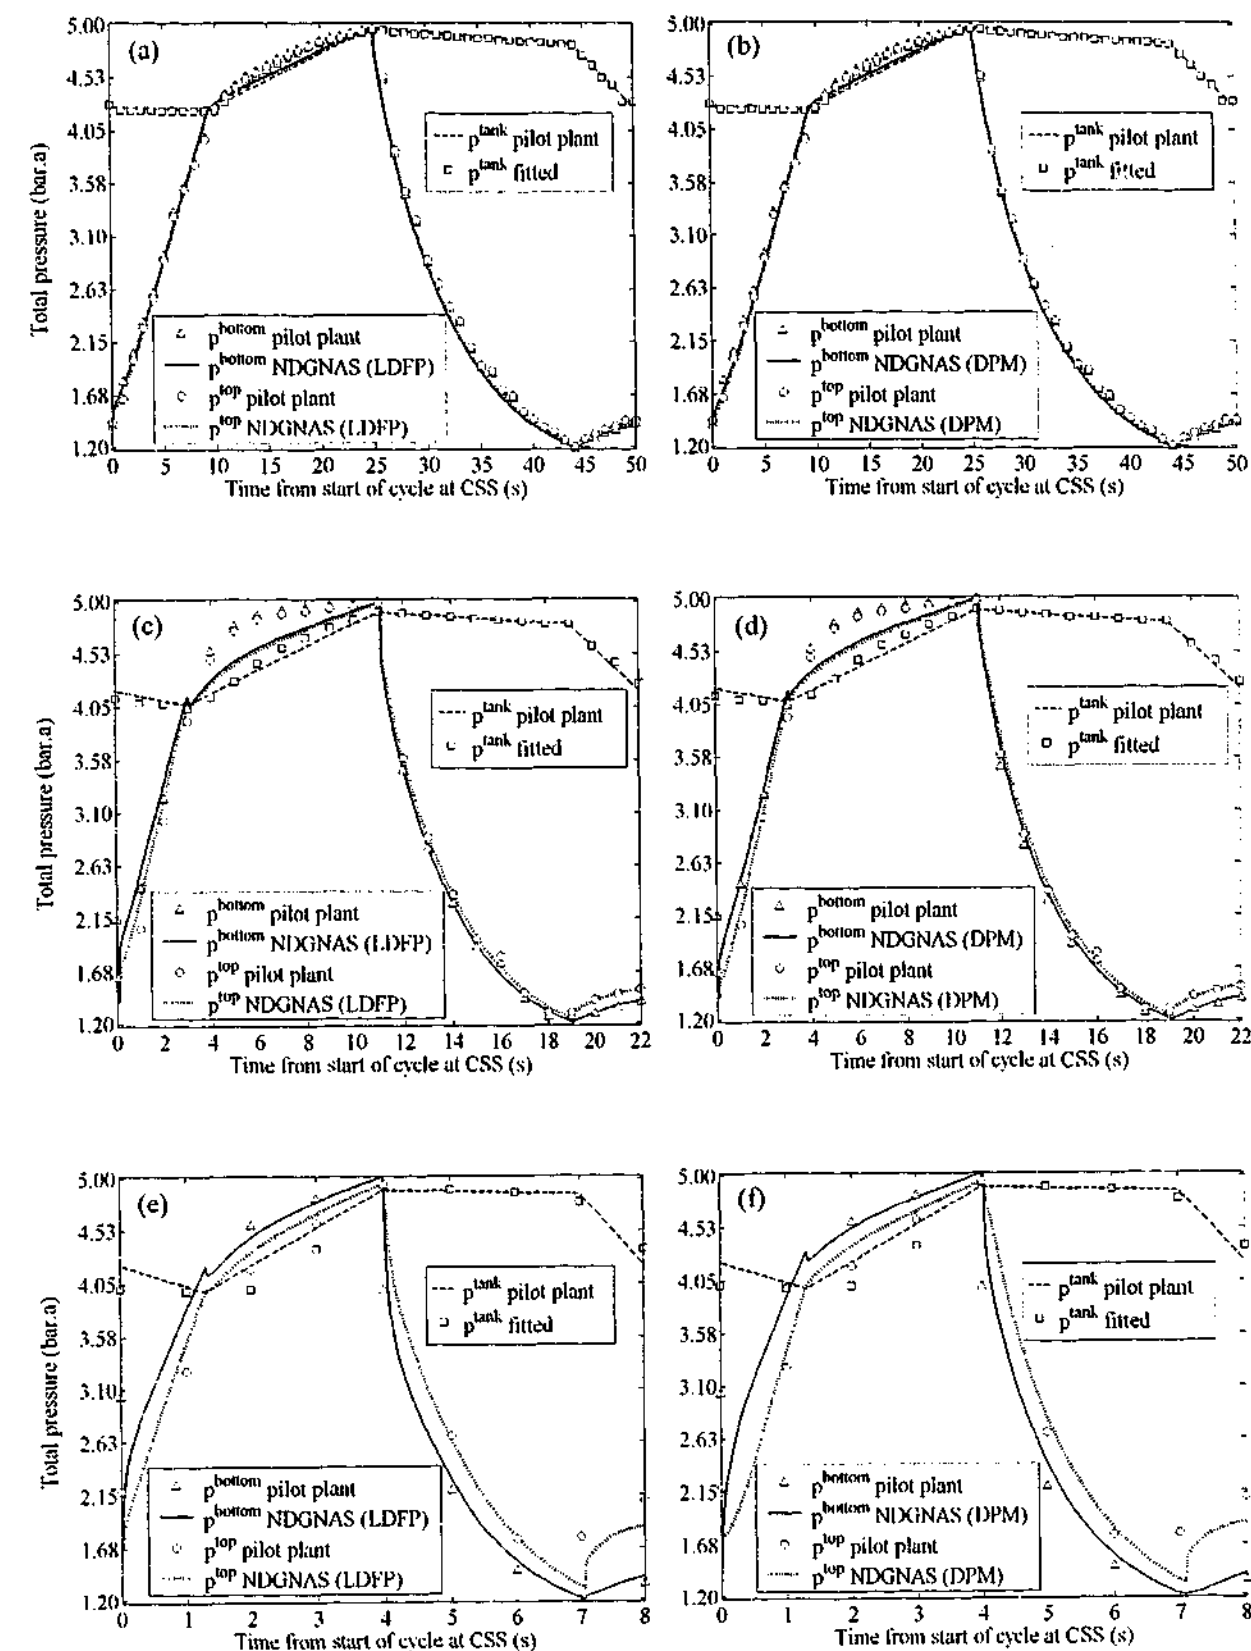 (a)
Total pressure (bar.a)
5.00
4.53
4.05
3.58
3.10
2.63
2.15
1.68
1.20
p^tank pilot plant
p^tank fitted
p^bottom pilot plant
p^bottom NDGNAS (LDFP)
p^top pilot plant
p^top NDGNAS (LDFP)
0 5 10 15 20 25 30 35 40 45 50
Time from start of cycle at CSS (s)
(b)
5.00
4.53
4.05
3.58
3.10
2.63
2.15
1.68
1.20
p^tank pilot plant
p^tank fitted
p^bottom pilot plant
p^bottom NDGNAS (DPM)
p^top pilot plant
p^top NDGNAS (DPM)
0 5 10 15 20 25 30 35 40 45 50
Time from start of cycle at CSS (s)
(c)
Total pressure (bar.a)
5.00
4.53
4.05
3.58
3.10
2.63
2.15
1.68
1.20
p^tank pilot plant
p^tank fitted
p^bottom pilot plant
p^bottom NDGNAS (LDFP)
p^top pilot plant
p^top NDGNAS (LDFP)
0 2 4 6 8 10 12 14 16 18 20 22
Time from start of cycle at CSS (s)
(d)
5.00
4.53
4.05
3.58
3.10
2.63
2.15
1.68
1.20
p^tank pilot plant
p^tank fitted
p^bottom pilot plant
p^bottom NDGNAS (DPM)
p^top pilot plant
p^top NDGNAS (DPM)
0 2 4 6 8 10 12 14 16 18 20 22
Time from start of cycle at CSS (s)
(e)
Total pressure (bar.a)
5.00
4.53
4.05
3.58
3.10
2.63
2.15
1.68
1.20
p^tank pilot plant
p^tank fitted
p^bottom pilot plant
p^bottom NDGNAS (LDFP)
p^top pilot plant
p^top NDGNAS (LDFP)
0 1 2 3 4 5 6 7 8
Time from start of cycle at CSS (s)
(f)
5.00
4.53
4.05
3.58
3.10
2.63
2.15
1.68
1.20
p^tank pilot plant
p^tank fitted
p^bottom pilot plant
p^bottom NDGNAS (DPM)
p^top pilot plant
p^top NDGNAS (DPM)
0 1 2 3 4 5 6 7 8
Time from start of cycle at CSS (s)